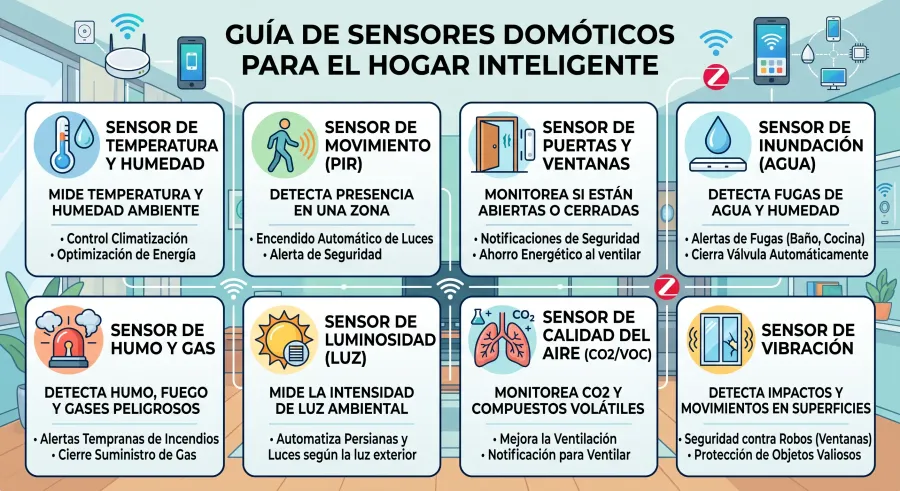 GUÍA DE SENSORES DOMÓTICOS
PARA EL HOGAR INTELIGENTE
SENSOR DE
TEMPERATURA
Y HUMEDAD
MIDE TEMPERATURA Y
HUMEDAD AMBIENTE
• Control Climatización
• Optimización de Energía
SENSOR DE
MOVIMIENTO
(PIR)
DETECTA PRESENCIA
EN UNA ZONA
• Encendido Automático de Luces
• Alerta de Seguridad
SENSOR DE
PUERTAS Y
VENTANAS
MONITOREA SI ESTÁN
ABIERTAS O CERRADAS
• Notificaciones de Seguridad
• Ahorro Energético al ventilar
SENSOR DE
INUNDACIÓN
(AGUA)
DETECTA FUGAS DE
AGUA Y HUMEDAD
• Alertas de Fugas (Baño, Cocina)
• Cierra Válvula Automáticamente
SENSOR DE
HUMO Y GAS
DETECTA HUMO, FUEGO
Y GASES PELIGROSOS
• Alertas Tempranas de Incendios
• Cierre Suministro de Gas
SENSOR DE
LUMINOSIDAD
(LUZ)
MIDE LA INTENSIDAD
DE LUZ AMBIENTAL
• Automatiza Persianas y
Luces según la luz exterior
CO₂
SENSOR DE
CALIDAD DEL
AIRE (CO2/VOC)
MONITOREA CO2 Y
COMPUESTOS VOLÁTILES
• Mejora la Ventilación
• Notificación para Ventilar
SENSOR DE
VIBRACIÓN
DETECTA IMPACTOS Y
MOVIMIENTOS EN SUPERFICIES
• Seguridad contra Robos (Ventanas)
• Protección de Objetos Valiosos